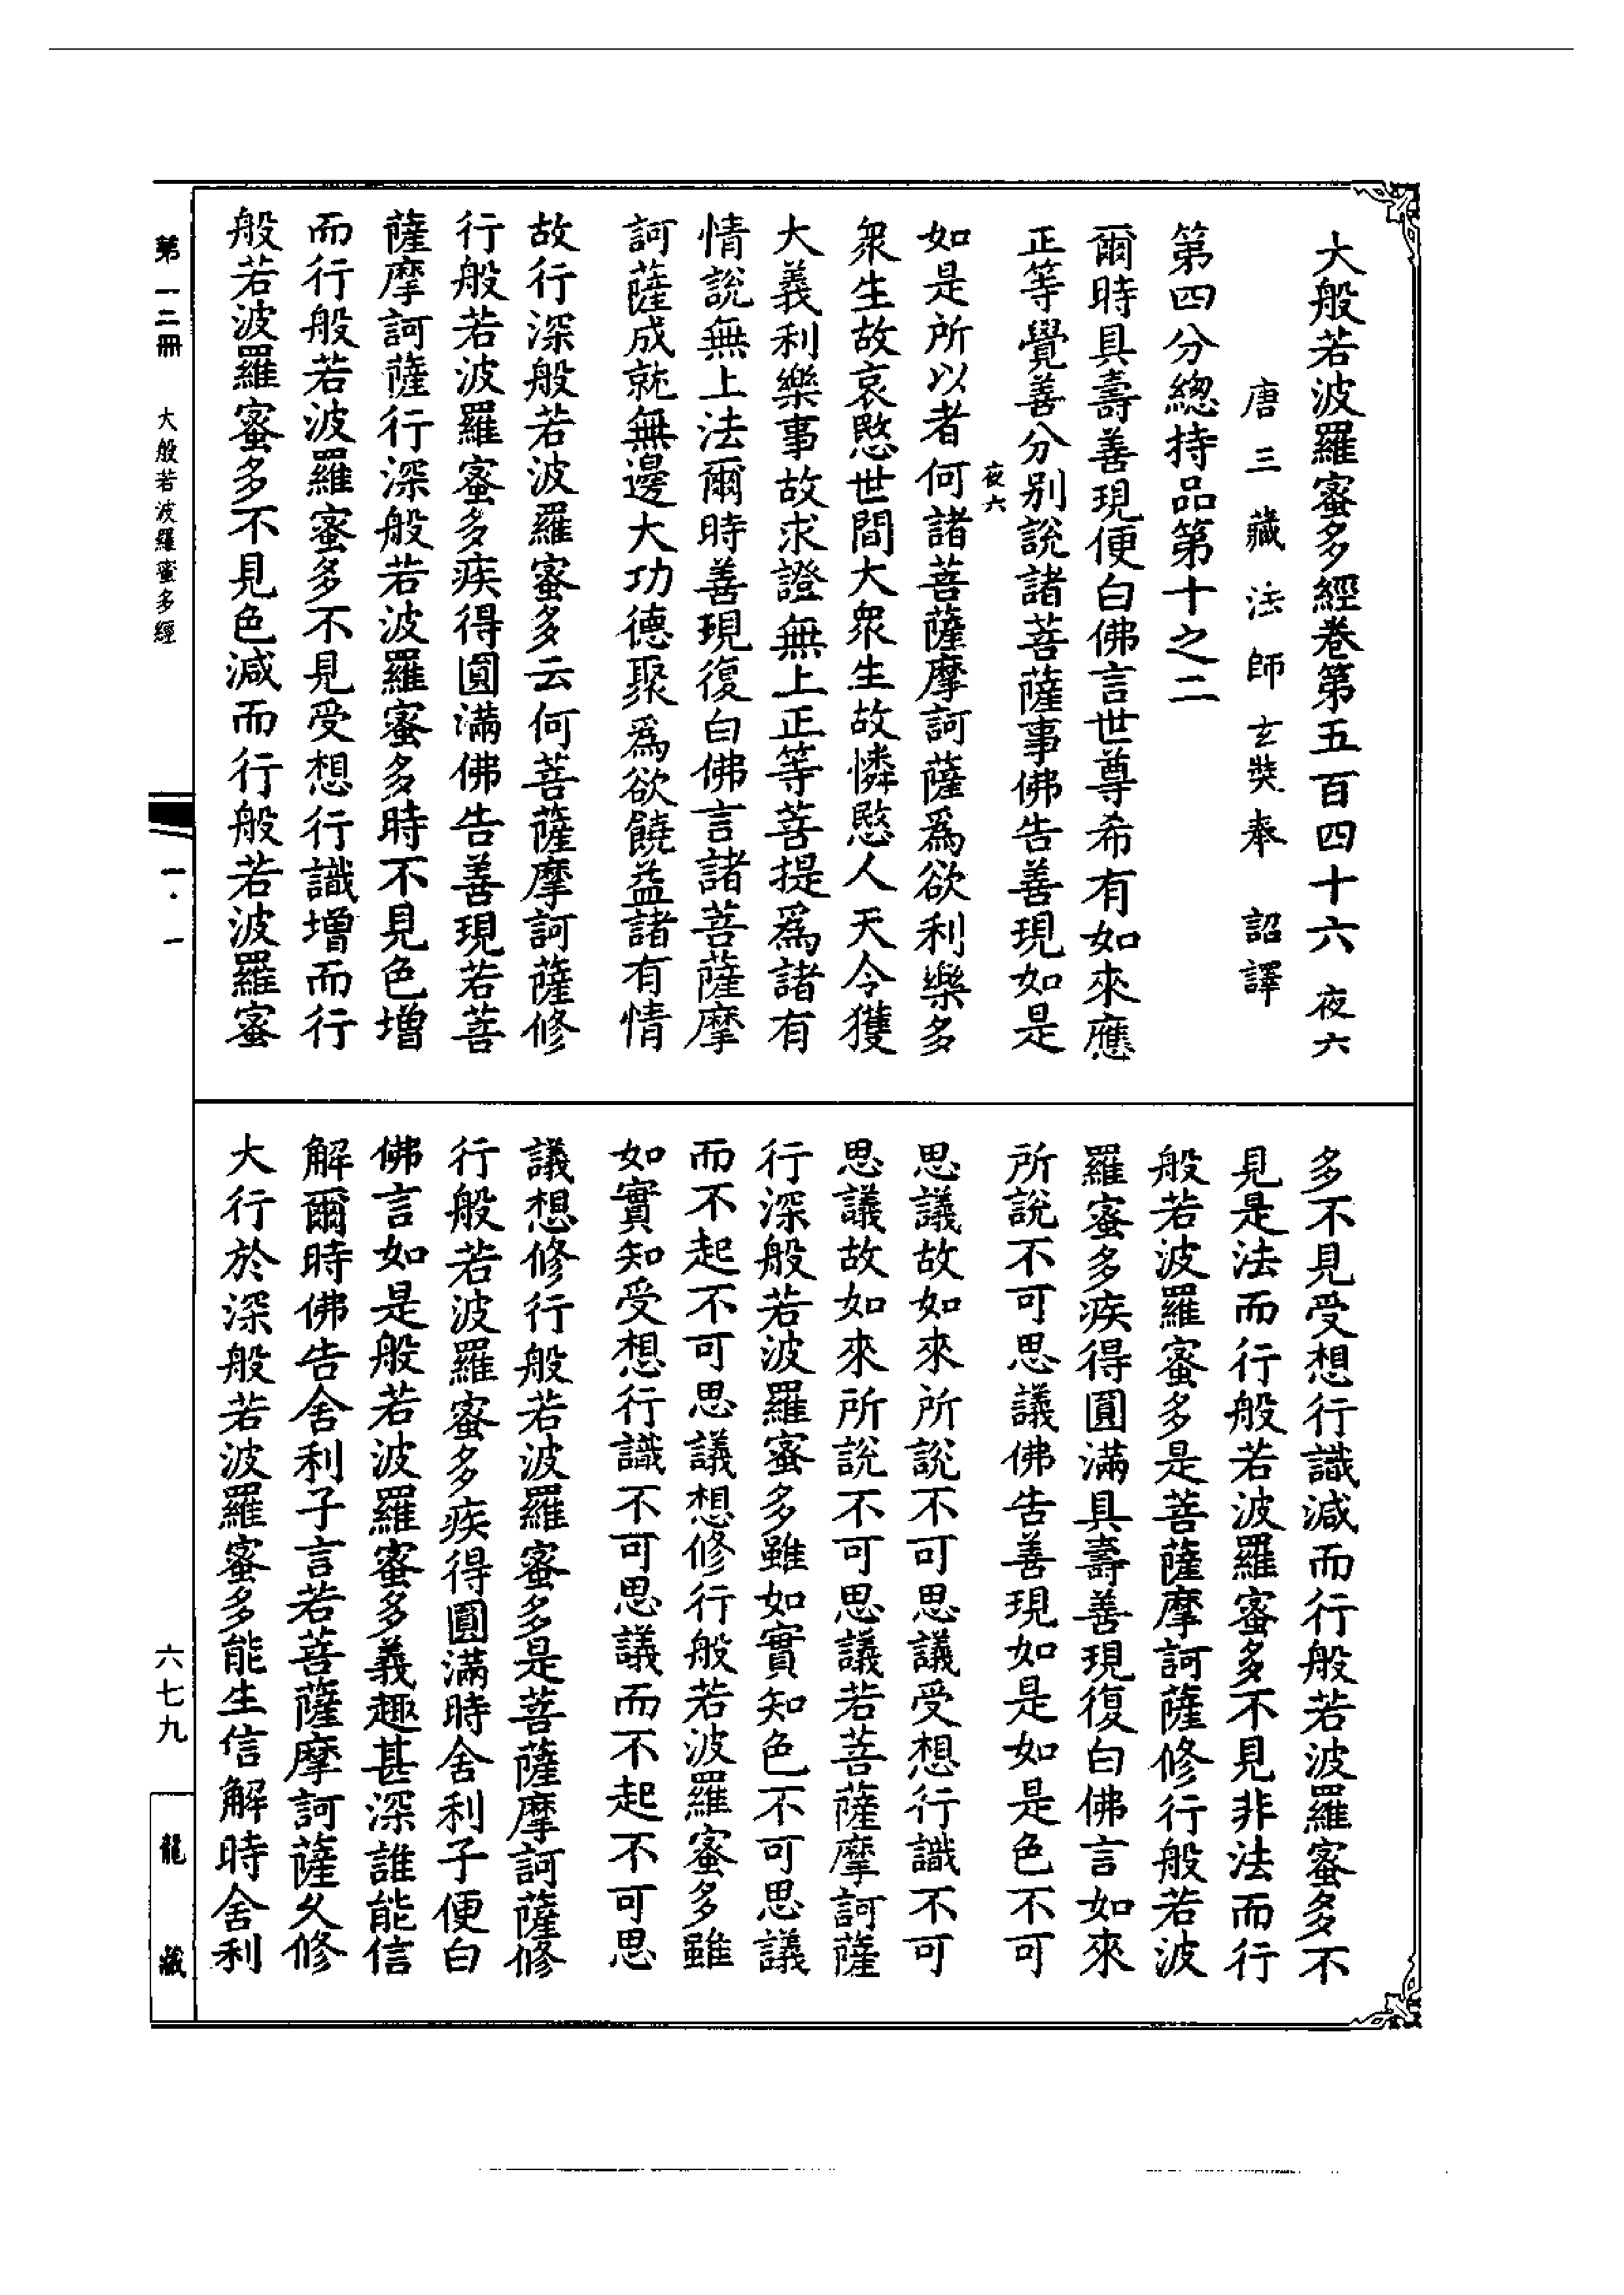 大般若波羅蜜多經卷第五百四十六 夜六
唐三藏法師玄奘奉 詔譯
第四分總持品第十之二
爾時具壽善現便白佛言世尊希有如來應
正等覺善分別說諸菩薩事佛告善現如是
夜六
如是所以者何諸菩薩摩訶薩爲欲利樂多
衆生故哀愍世間大衆生故憐愍人天令獲
大義利樂事故求證無上正等菩提爲諸有
情說無上法爾時善現復白佛言諸菩薩摩
訶薩成就無邊大功德聚爲欲饒益諸有情
故行深般若波羅蜜多云何菩薩摩訶薩修
行般若波羅蜜多疾得圓滿佛告善現若菩
薩摩訶薩行深般若波羅蜜多時不見色增
而行般若波羅蜜多不見受想行識增而行
般若波羅蜜多不見色減而行般若波羅蜜
多不見受想行識減而行般若波羅蜜多不
見是法而行般若波羅蜜多不見非法而行
般若波羅蜜多是菩薩摩訶薩修行般若波
羅蜜多疾得圓滿具壽善現復白佛言如來
所說不可思議佛告善現如是如是色不可
思議故如來所說不可思議受想行識不可
思議故如來所說不可思議若菩薩摩訶薩
行深般若波羅蜜多雖如實知色不可思議
而不起不可思議想修行般若波羅蜜多雖
如實知受想行識不可思議而不起不可思
議想修行般若波羅蜜多是菩薩摩訶薩修
行般若波羅蜜多疾得圓滿時舍利子便白
佛言如是般若波羅蜜多義趣甚深誰能信
解爾時佛告舍利子言若菩薩摩訶薩久修
大行於深般若波羅蜜多能生信解時舍利
第一二冊 大般若波羅蜜多經
一·一
六七九
龍藏